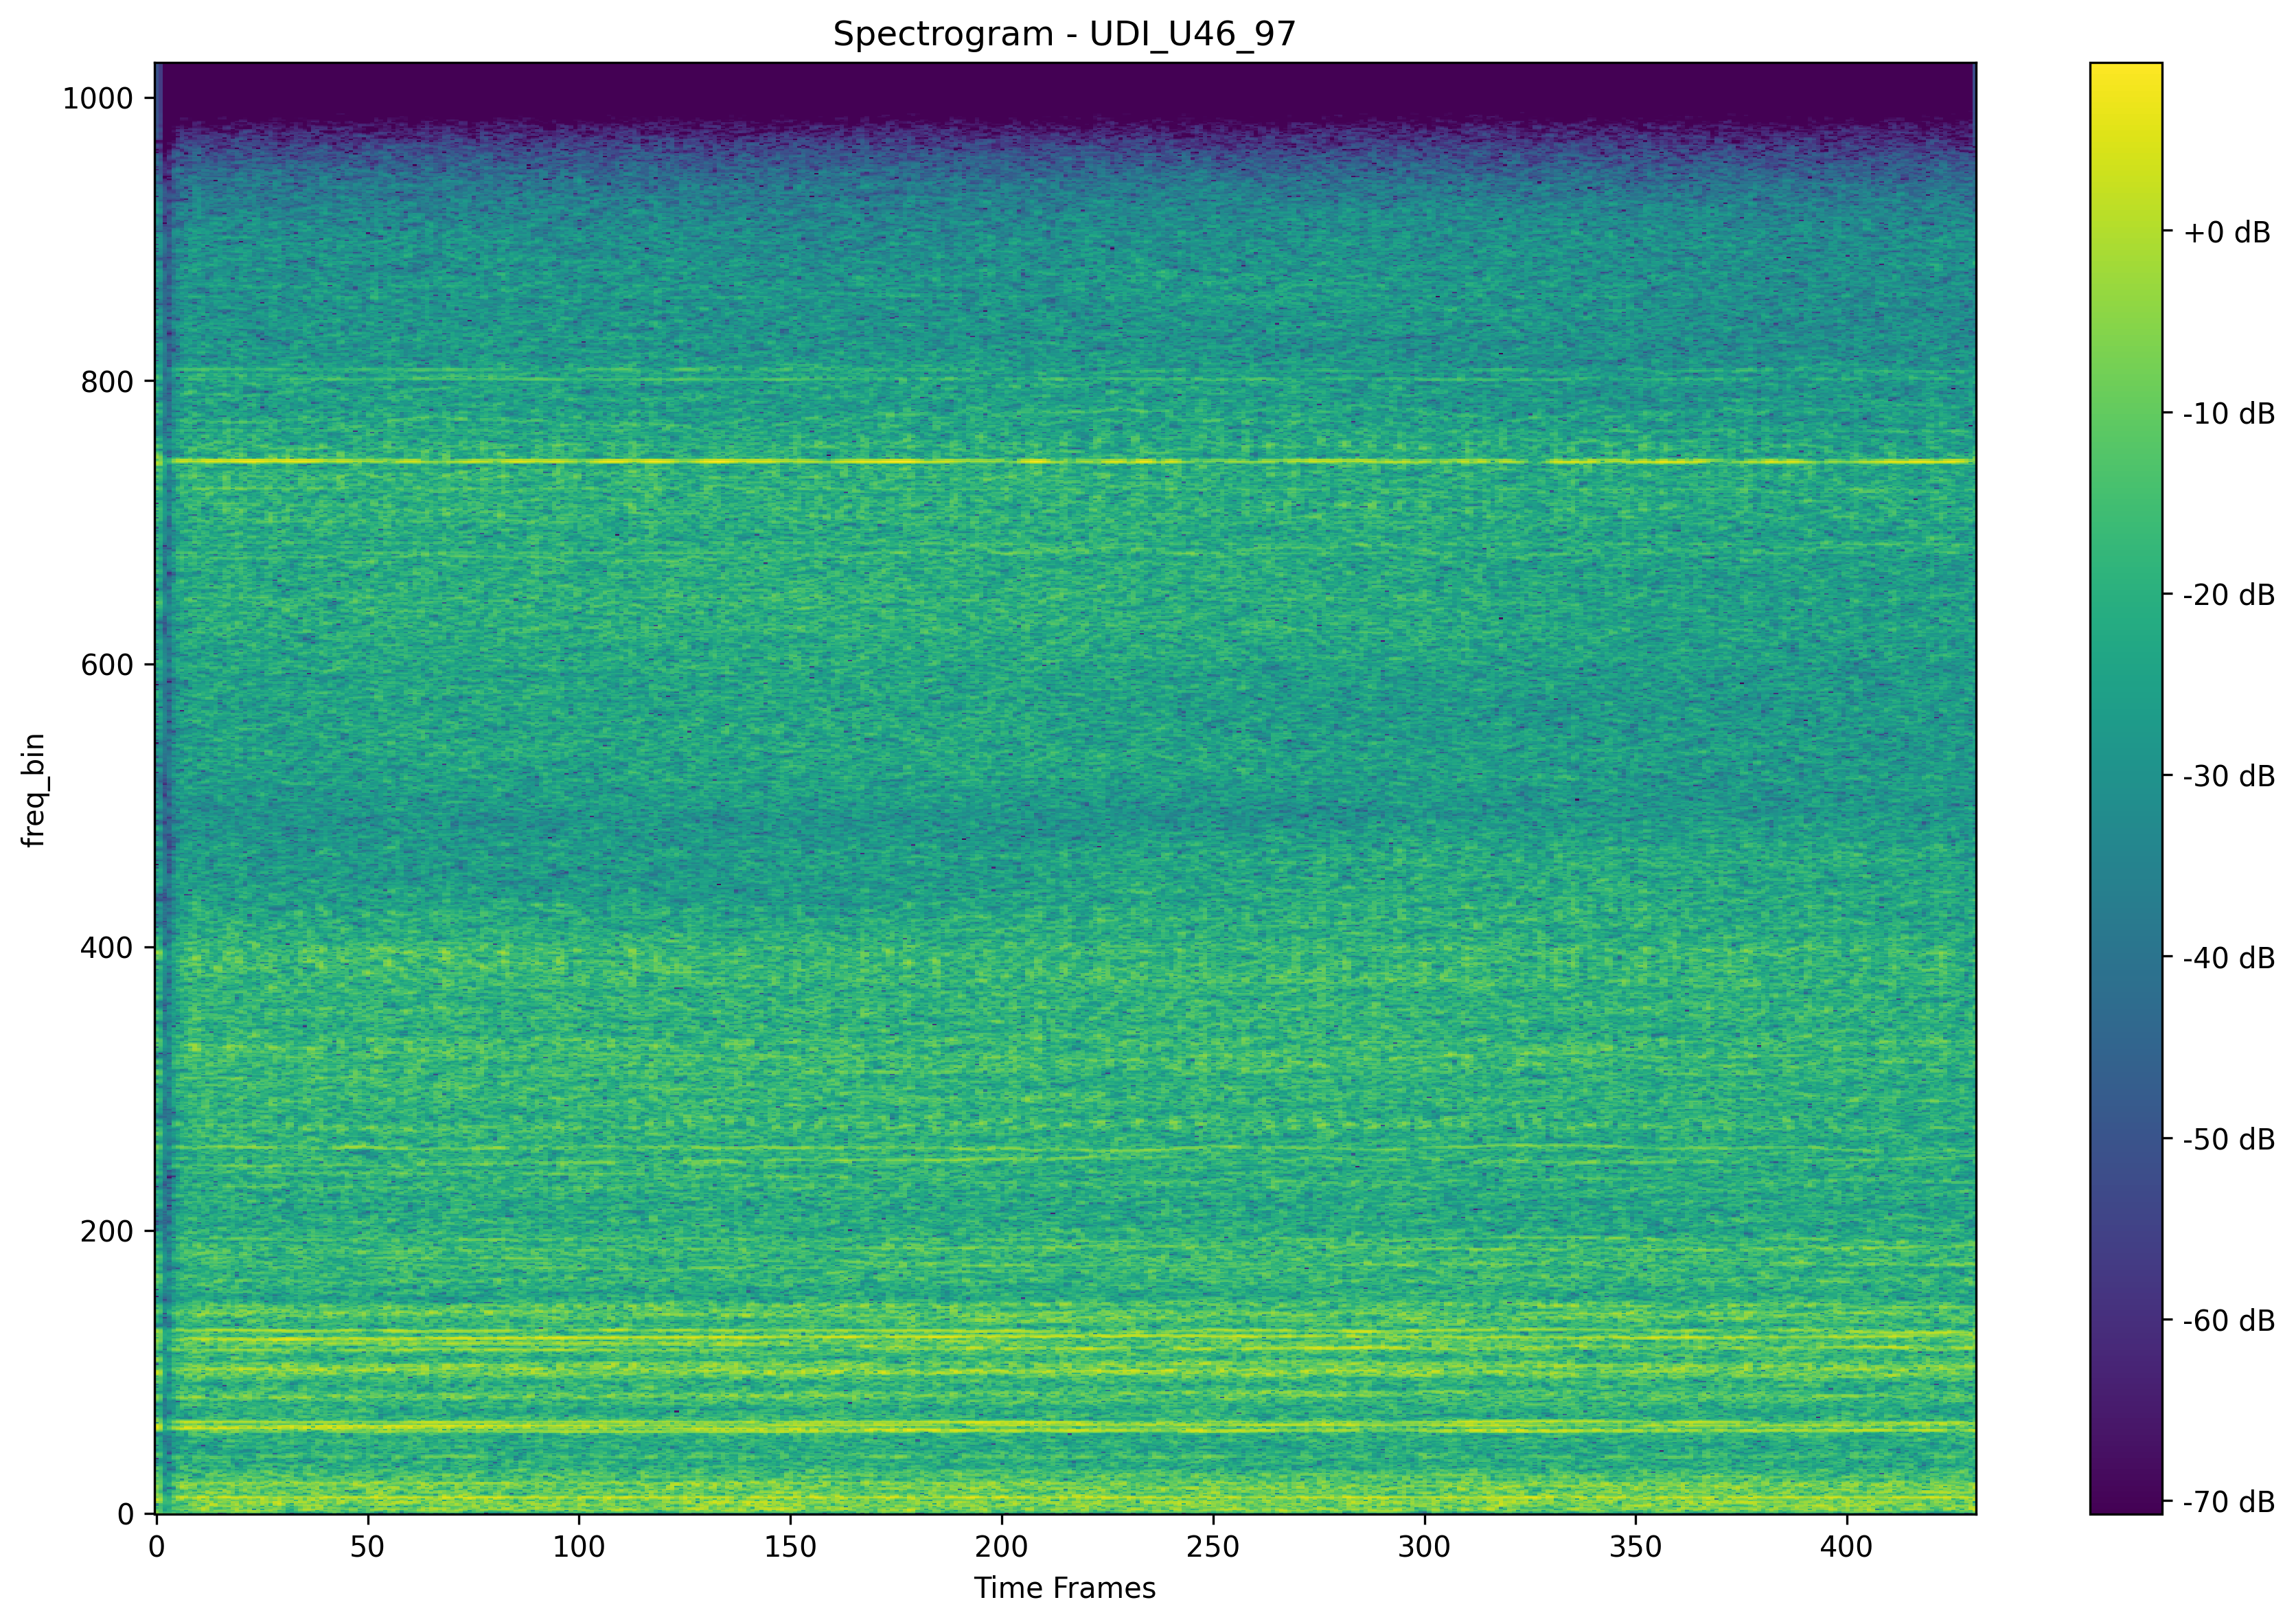 Spectrogram - UDI_U46_97
1000
800
600
400
200
0
freq_bin
0 50 100 150 200 250 300 350 400
Time Frames
+0 dB
-10 dB
-20 dB
-30 dB
-40 dB
-50 dB
-60 dB
-70 dB